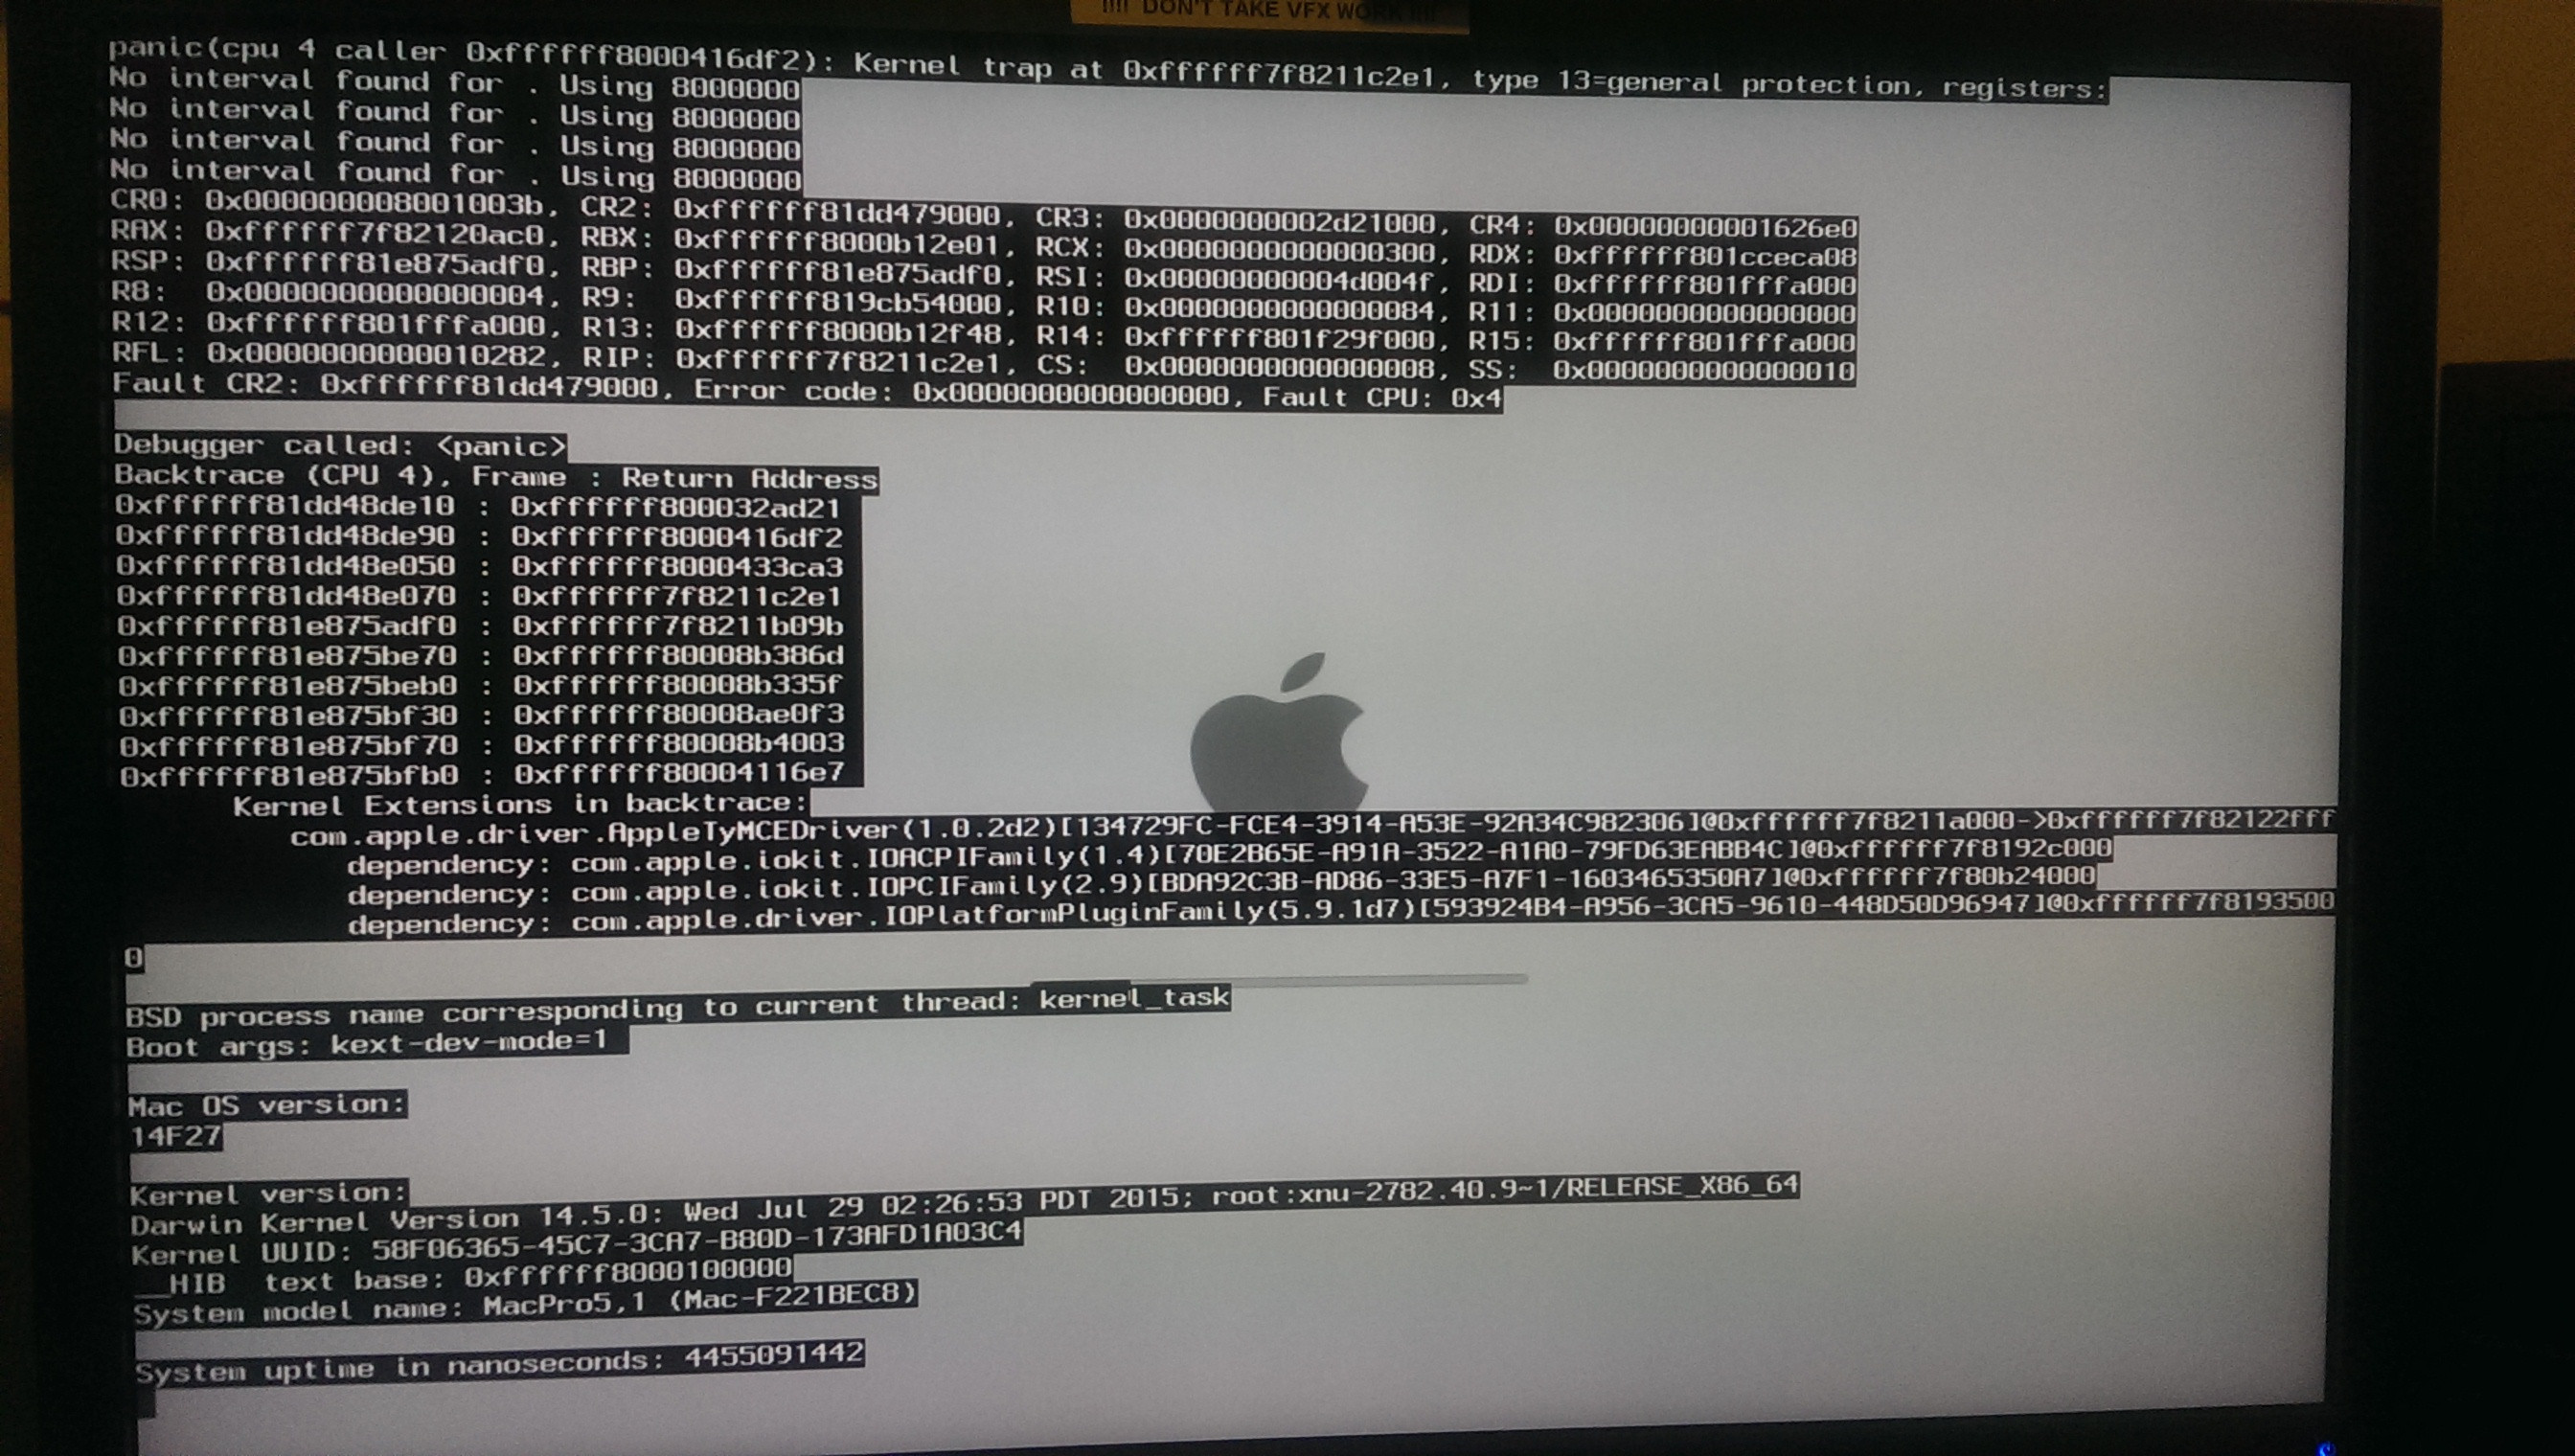 !!!! DON'T TAKE VFX WORK !!!!
panic(cpu 4 caller 0xffffff8000416df2): Kernel trap at 0xffffff7f8211c2e1, type 13=general protection, registers:
No interval found for . Using 8000000
No interval found for . Using 8000000
No interval found for . Using 8000000
No interval found for . Using 8000000
CR0: 0x000000008001003b, CR2: 0xffffff81dd479000, CR3: 0x0000000002d21000, CR4: 0x00000000001626e0
RAX: 0xffffff7f82120ac0, RBX: 0xffffff8000b12e01, RCX: 0x0000000000000300, RDX: 0xffffff801cceca08
RSP: 0xffffff81e875adf0, RBP: 0xffffff81e875adf0, RSI: 0x00000000004d004f, RDI: 0xffffff801fffa000
R8:  0x0000000000000004, R9:  0xffffff819cb54000, R10: 0x0000000000000084, R11: 0x0000000000000000
R12: 0xffffff801fffa000, R13: 0xffffff8000b12f48, R14: 0xffffff801f29f000, R15: 0xffffff801fffa000
RFL: 0x0000000000010282, RIP: 0xffffff7f8211c2e1, CS:  0x0000000000000008, SS:  0x0000000000000010
Fault CR2: 0xffffff81dd479000, Error code: 0x0000000000000000, Fault CPU: 0x4
Debugger called: <panic>
Backtrace (CPU 4), Frame : Return Address
0xffffff81dd48de10 : 0xffffff800032ad21
0xffffff81dd48de90 : 0xffffff8000416df2
0xffffff81dd48e050 : 0xffffff8000433ca3
0xffffff81dd48e070 : 0xffffff7f8211c2e1
0xffffff81e875adf0 : 0xffffff7f8211b09b
0xffffff81e875be70 : 0xffffff80008b386d
0xffffff81e875beb0 : 0xffffff80008b335f
0xffffff81e875bf30 : 0xffffff80008ae0f3
0xffffff81e875bf70 : 0xffffff80008b4003
0xffffff81e875bfb0 : 0xffffff80004116e7
Kernel Extensions in backtrace:
com.apple.driver.AppleTyMCEDriver(1.0.2d2)[134729FC-FCE4-3914-A53E-92A34C982306]@0xffffff7f8211a000->0xffffff7f82122fff
dependency: com.apple.iokit.IOACPIFamily(1.4)[70E2B65E-A91A-3522-A1A0-79FD63EABB4C]@0xffffff7f8192c000
dependency: com.apple.iokit.IOPCIFamily(2.9)[BDA92C3B-AD86-33E5-A7F1-1603465350A7]@0xffffff7f80b24000
dependency: com.apple.driver.IOPlatformPluginFamily(5.9.1d7)[593924B4-A956-3CA5-9610-448D50D96947]@0xffffff7f8193500
0
BSD process name corresponding to current thread: kernel_task
Boot args: kext-dev-mode=1
Mac OS version:
14F27
Kernel version:
Darwin Kernel Version 14.5.0: Wed Jul 29 02:26:53 PDT 2015; root:xnu-2782.40.9~1/RELEASE_X86_64
Kernel UUID: 58F06365-45C7-3CA7-B80D-173AFD1A03C4
__HIB  text base: 0xffffff8000100000
System model name: MacPro5,1 (Mac-F221BEC8)
System uptime in nanoseconds: 4455091442